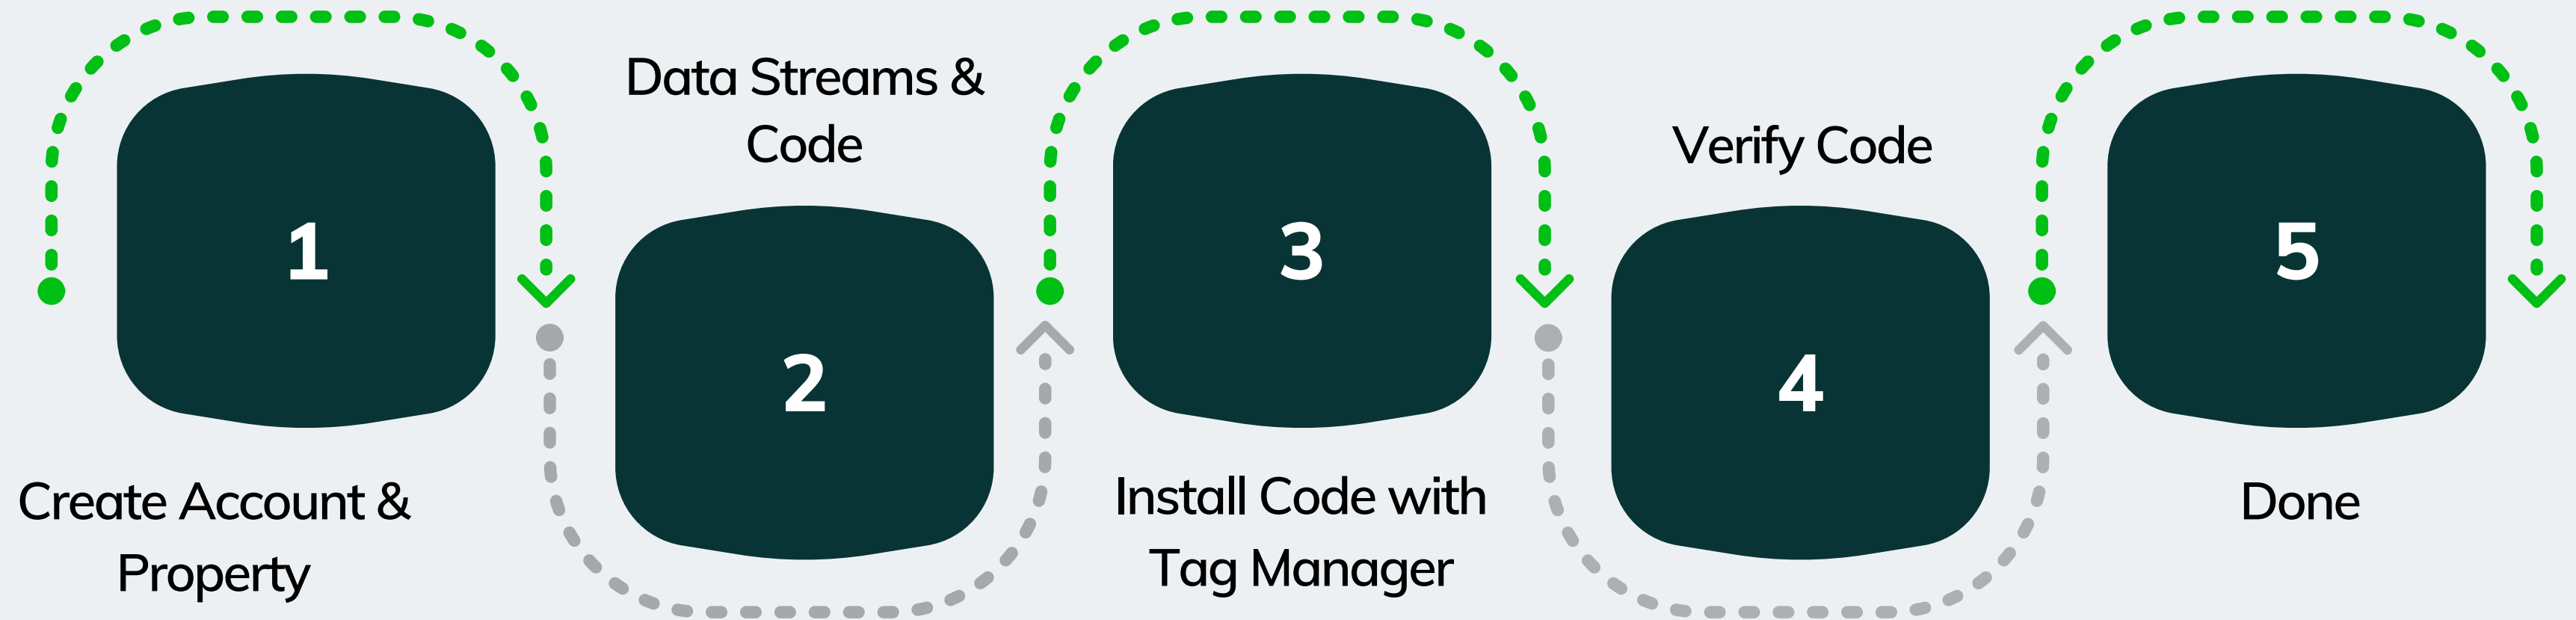 1
Create Account &
Property
Data Streams &
Code
2
3
Install Code with
Tag Manager
Verify Code
4
5
Done